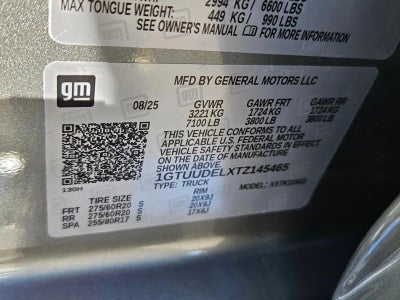 2994 KG/ 6600 LBS
MAX TONGUE WEIGHT:
449 KG/ 990 LBS
SEE OWNER'S MANUAL FOR MORE INFORMATION
gm
MFD BY GENERAL MOTORS LLC
08/25 GVWR GAWR FRT GAWR RR
3221 KG 1724 KG 1724 KG
7100 LB 3800 LB 3800 LB
THIS VEHICLE CONFORMS TO ALL
APPLICABLE U.S. FEDERAL MOTOR
VEHICLE SAFETY STANDARDS IN EFFECT
ON THE DATE OF MANUFACTURE
SHOWN ABOVE.
1GTUUDELXTZ145465
TYPE: TRUCK
TIRE SIZE S RIM
FRT 275/60R20 S 20X9J
RR 275/60R20 S 20X9J
SPA 255/80R17 S 17X8J